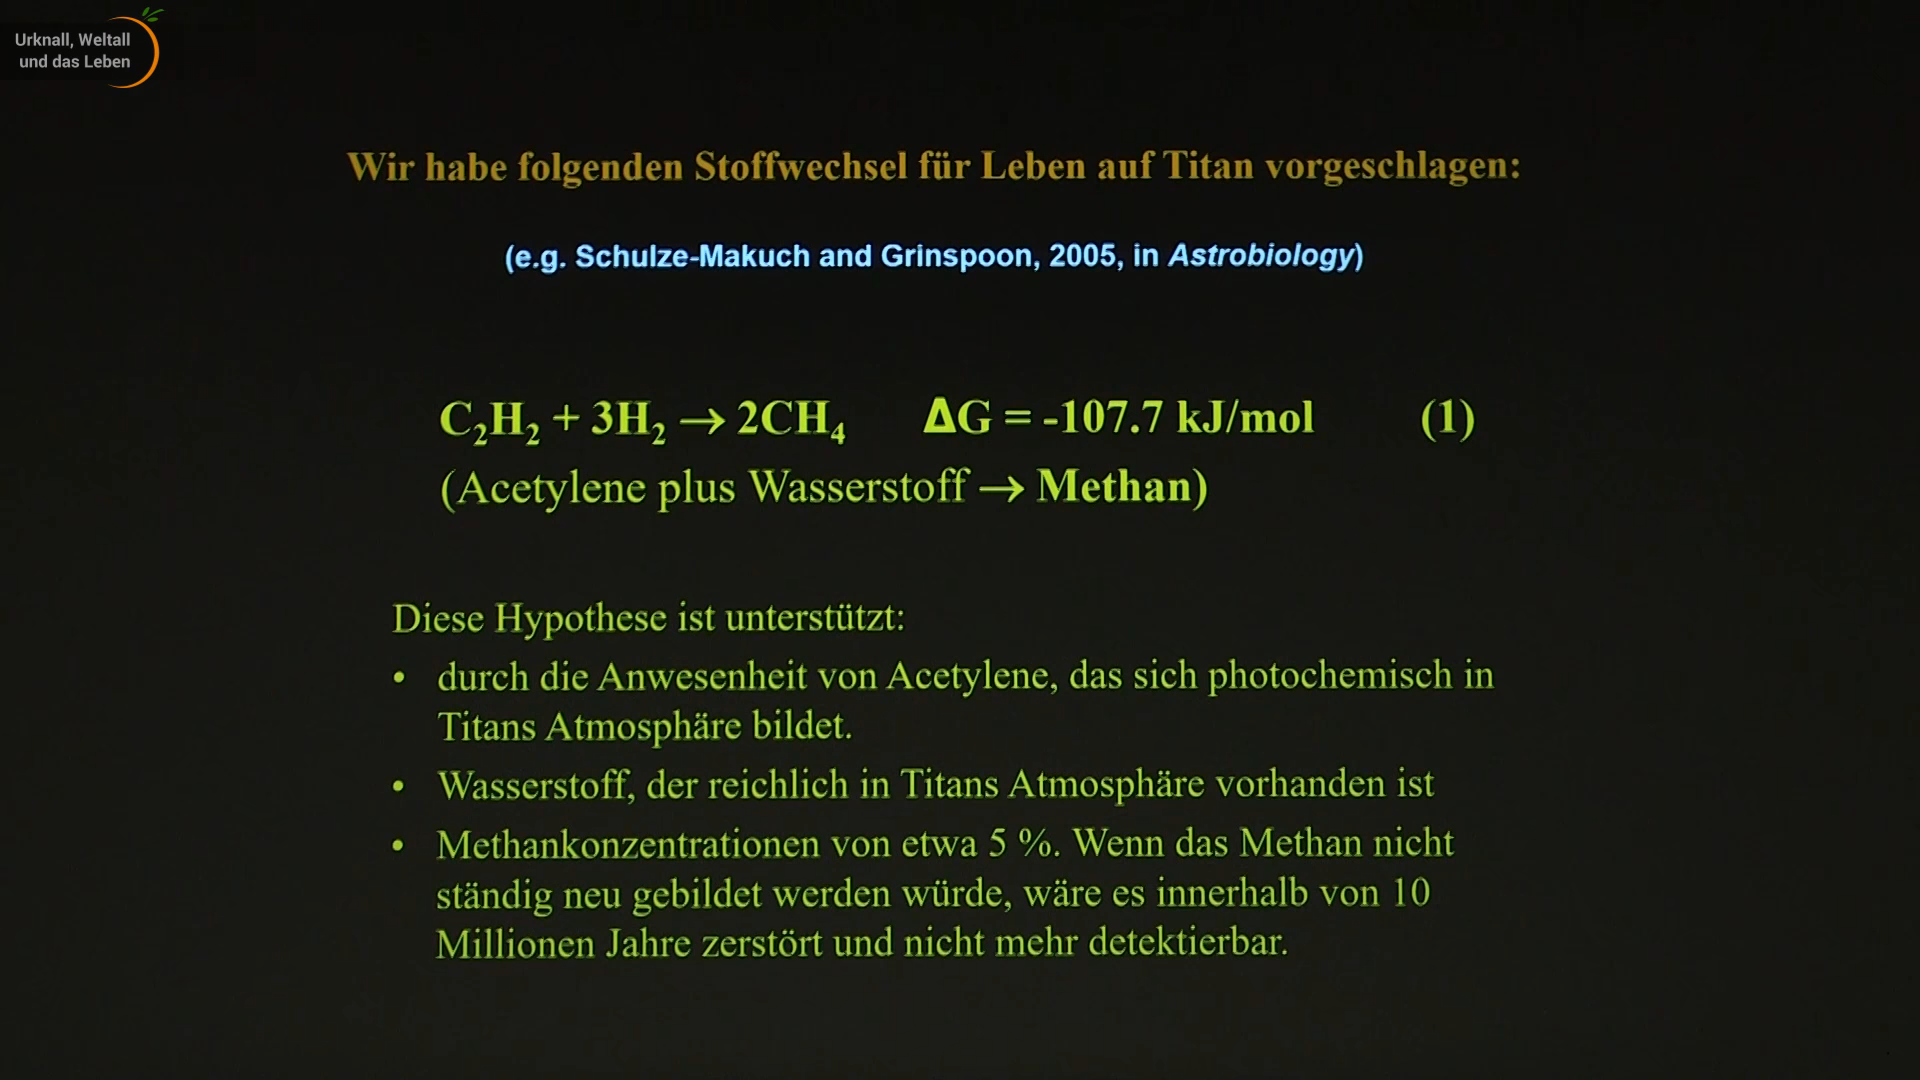 Urknall, Weltall
und das Leben
Wir habe folgenden Stoffwechsel für Leben auf Titan vorgeschlagen:
(e.g. Schulze-Makuch and Grinspoon, 2005, in Astrobiology)
C₂H₂ + 3H₂ → 2CH₄ ΔG = -107.7 kJ/mol (1)
(Acetylene plus Wasserstoff → Methan)
Diese Hypothese ist unterstützt:
• durch die Anwesenheit von Acetylene, das sich photochemisch in
Titans Atmosphäre bildet.
• Wasserstoff, der reichlich in Titans Atmosphäre vorhanden ist
• Methankonzentrationen von etwa 5 %. Wenn das Methan nicht
ständig neu gebildet werden würde, wäre es innerhalb von 10
Millionen Jahre zerstört und nicht mehr detektierbar.